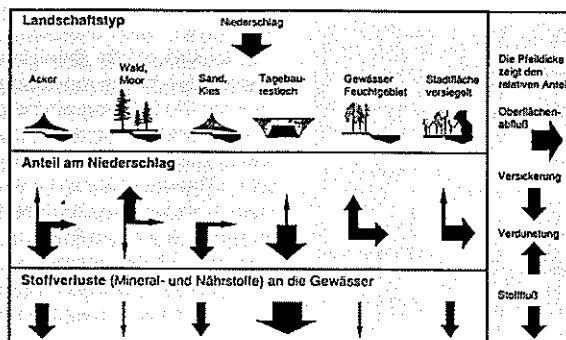 Landschaftstyp
Niederschlag
Acker
Wald,
Moor
Sand,
Kies
Tagebau-
restloch
Gewässer
Feuchtgebiet
Stadtfläche
versiegelt
Anteil am Niederschlag
Stoffverluste (Mineral- und Nährstoffe) an die Gewässer
Die Pfeildicke
zeigt den
relativen Anteil
Oberflächen-
abfluß
Versickerung
Verdunstung
Stofffluß